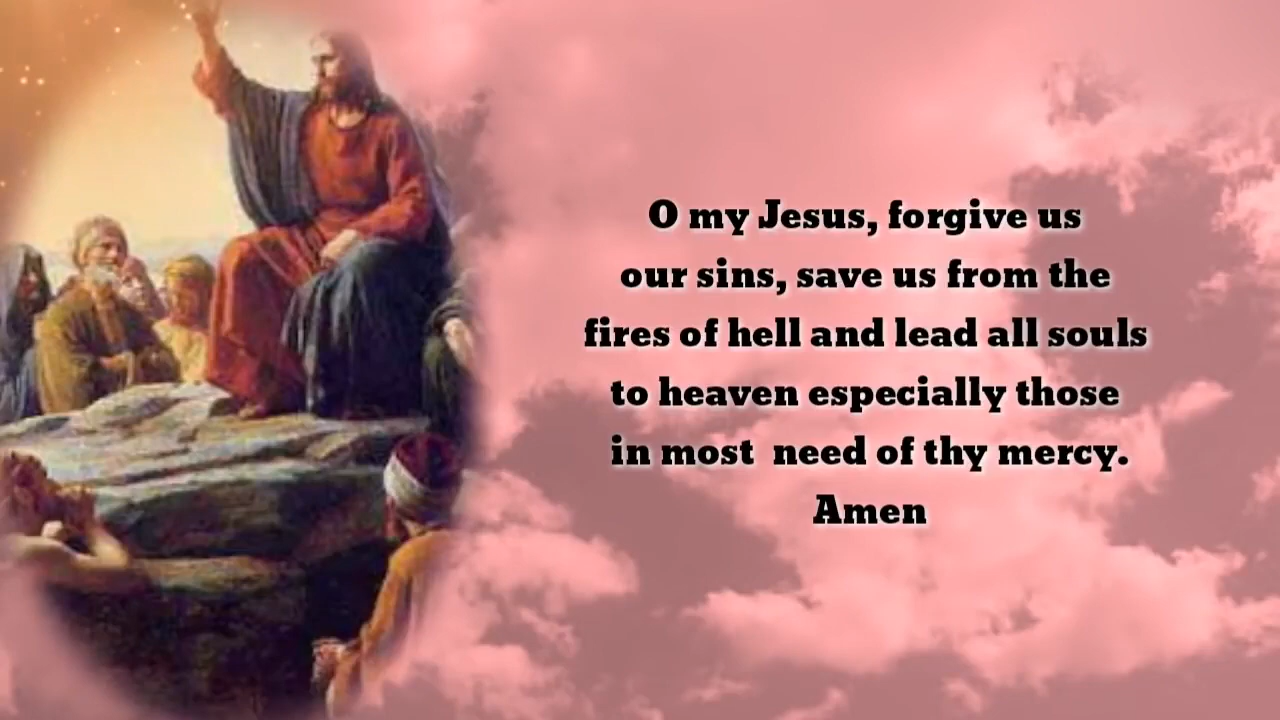 O my Jesus, forgive us
our sins, save us from the
fires of hell and lead all souls
to heaven especially those
in most  need of thy mercy.
Amen